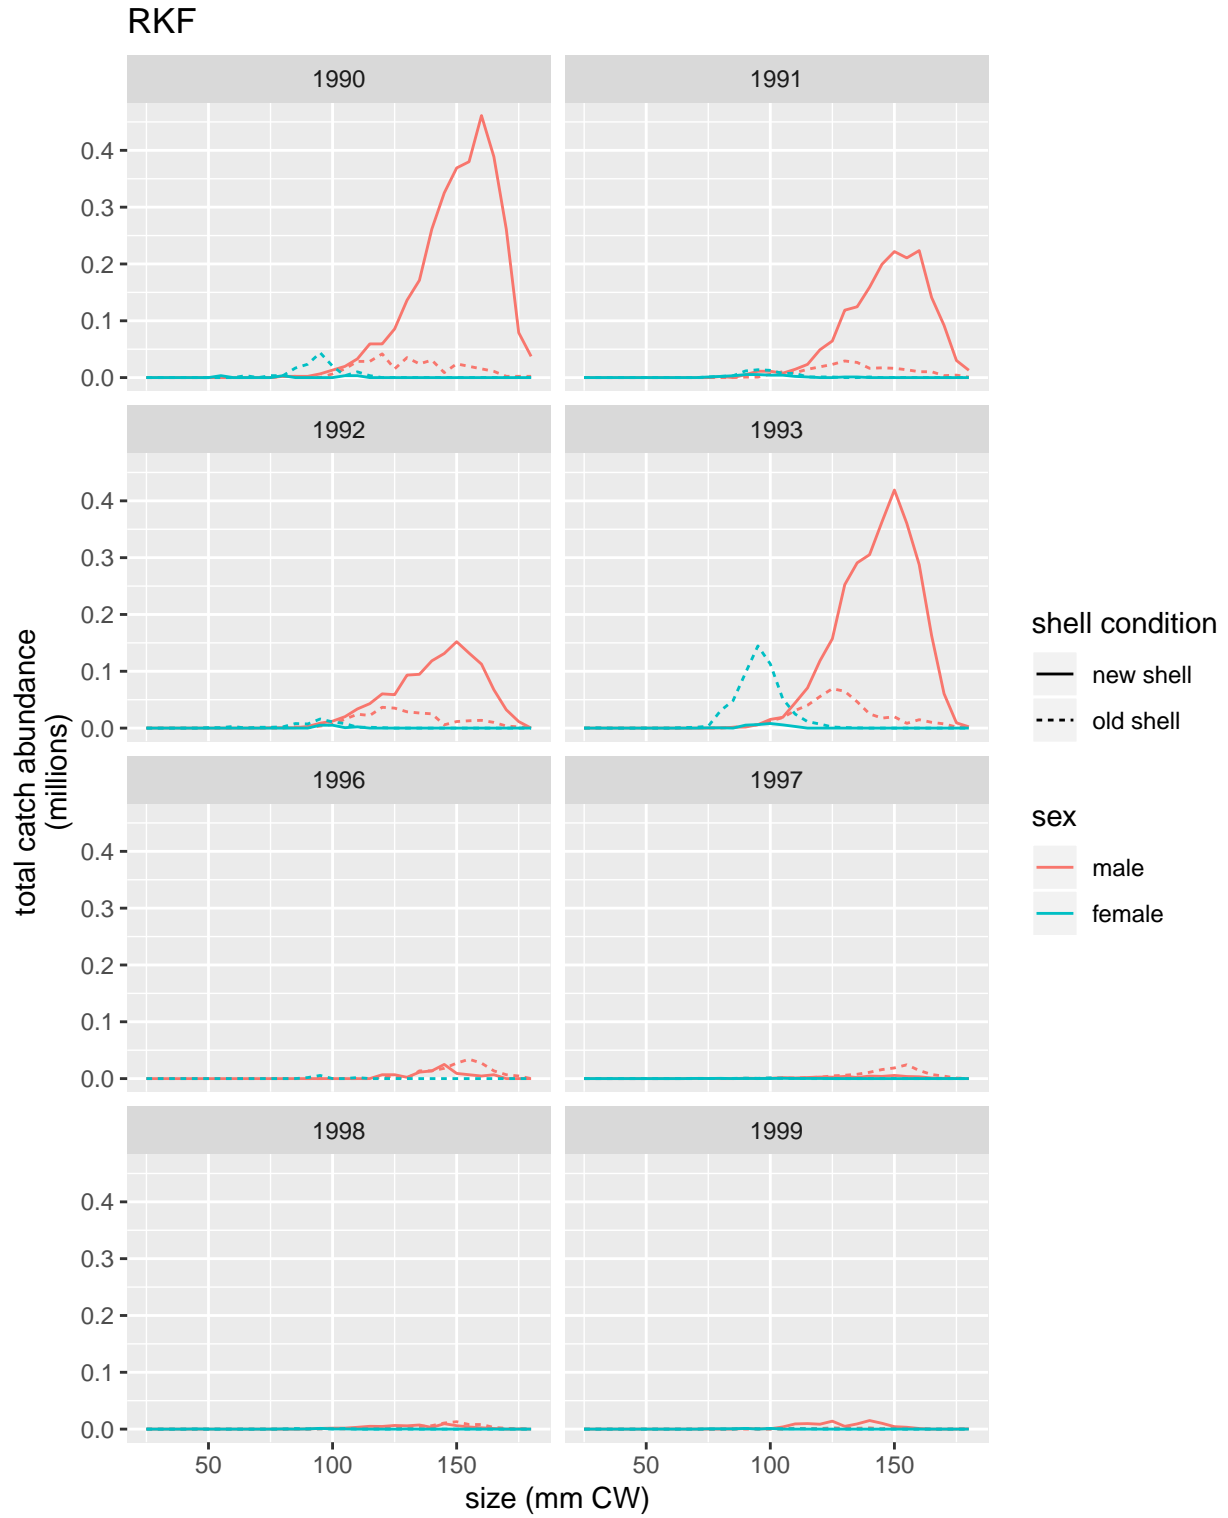 RKF
1990 1991
0.4
0.3
0.2
0.1
0.0
1992 1993
0.4
0.3
0.2
0.1
0.0
1996 1997
0.4
0.3
0.2
0.1
0.0
1998 1999
0.4
0.3
0.2
0.1
0.0
50 100 150 50 100 150
size (mm CW)
total catch abundance
(millions)
shell condition
new shell
old shell
sex
male
female